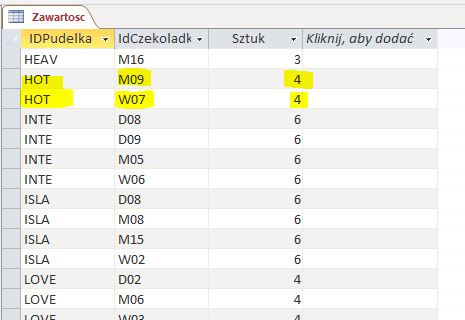 Zawartosc
IDPudelka IdCzekoladk Sztuk Kliknij, aby dodać
HEAV M16 3
HOT M09 4
HOT W07 4
INTE D08 6
INTE D09 6
INTE M05 6
INTE W06 6
ISLA D08 6
ISLA M08 6
ISLA M15 6
ISLA W02 6
LOVE D02 4
LOVE M06 4
LOVE W03 4